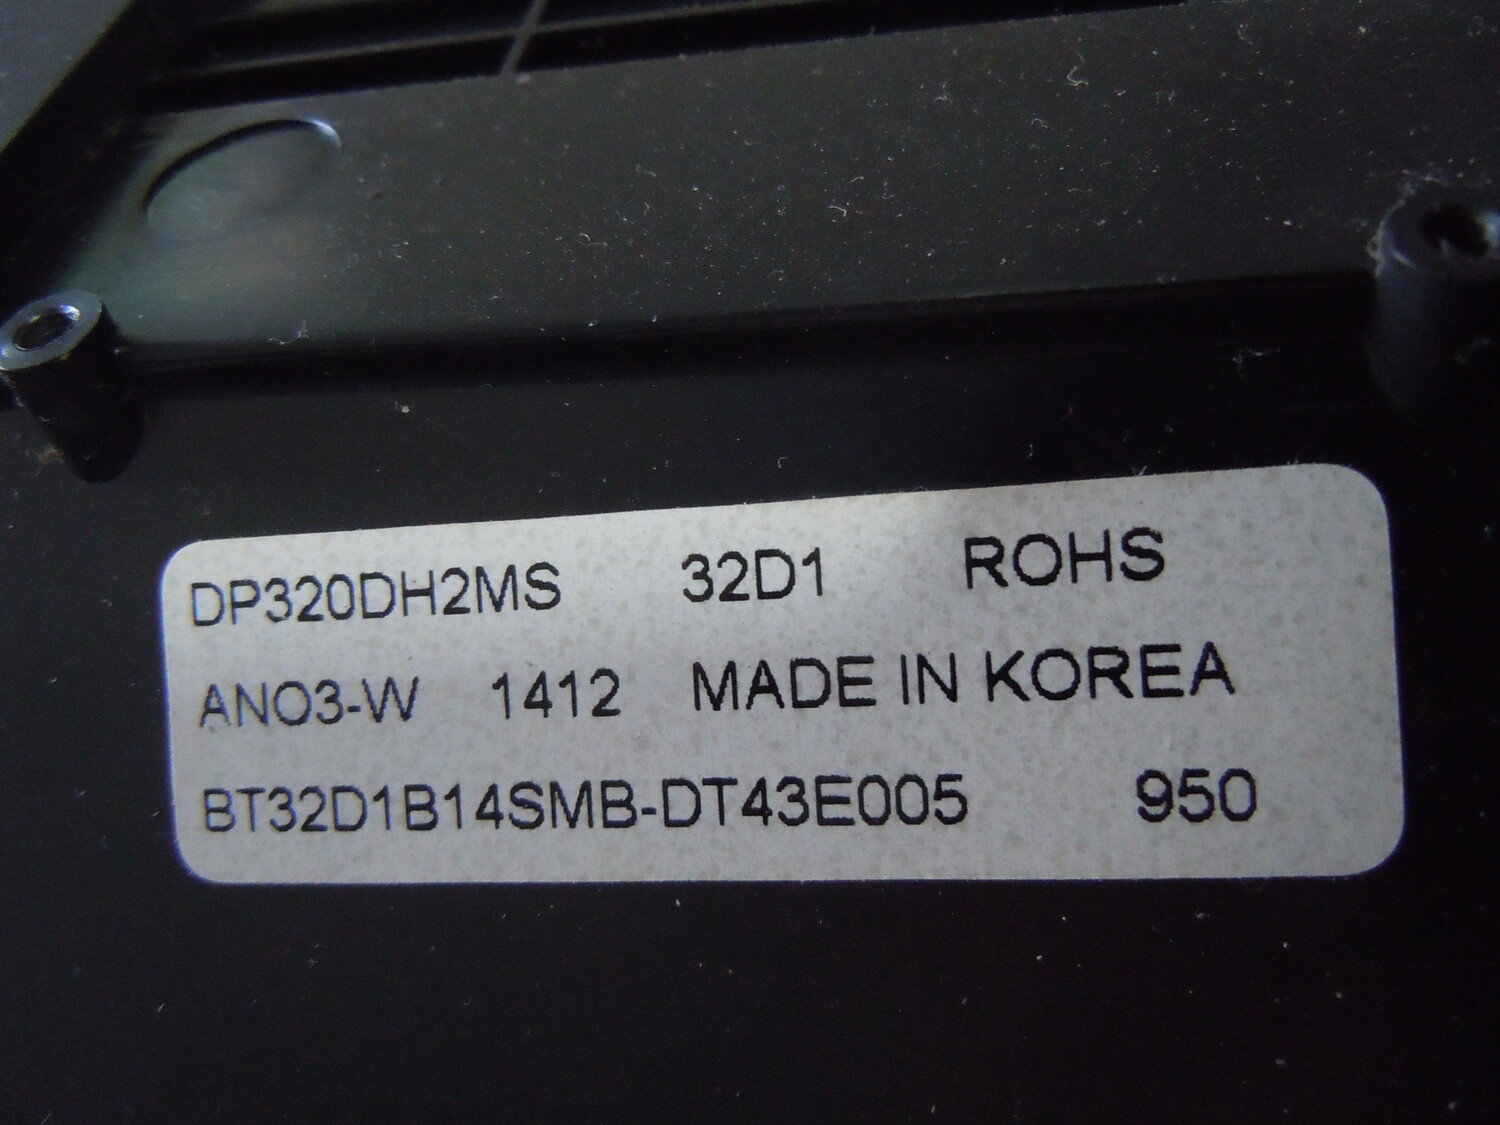 DP320DH2MS 32D1 ROHS
ANO3-W 1412 MADE IN KOREA
BT32D1B14SMB-DT43E005 950